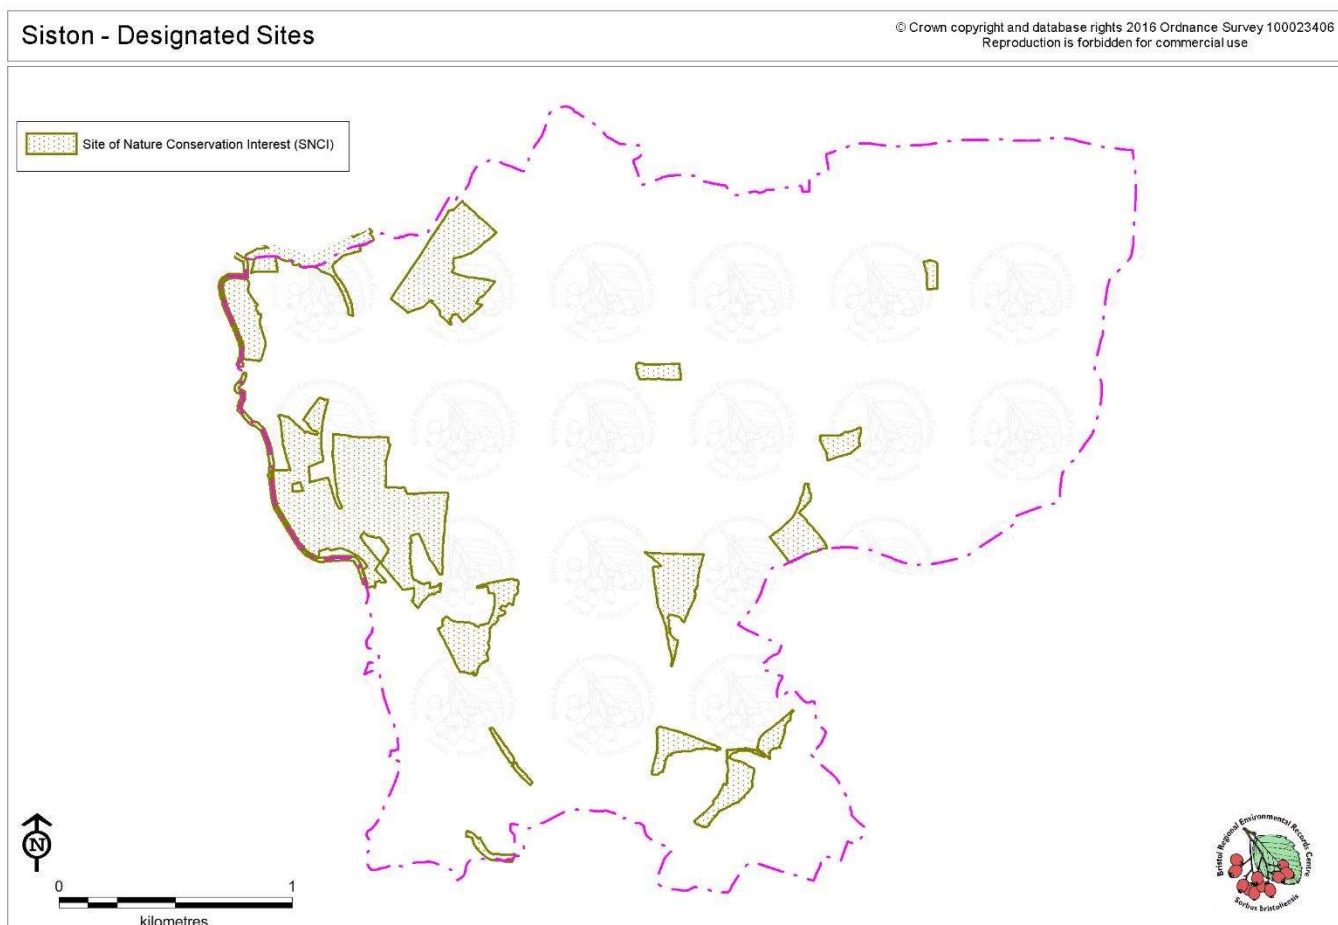 Siston - Designated Sites
© Crown copyright and database rights 2016 Ordnance Survey 100023406
Reproduction is forbidden for commercial use
Site of Nature Conservation Interest (SNCI)
N
0 1
kilometres
Bristol Regional Environmental Records Centre
Sorbus bristoliensis